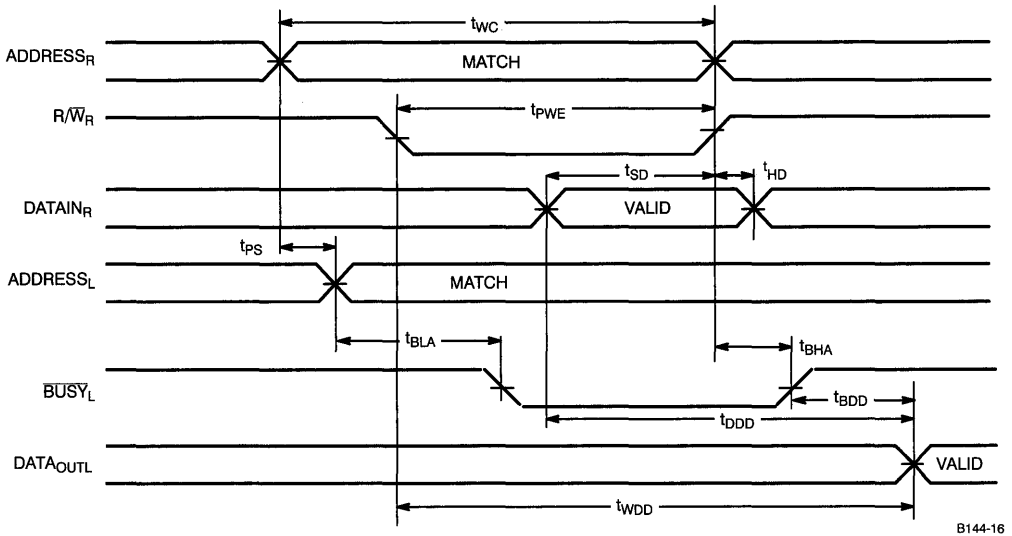 tWC
ADDRESSR
MATCH
R/W̅R
tPWE
tSD
tHD
DATAINR
VALID
tPS
ADDRESSL
MATCH
tBLA
tBHA
B̅U̅S̅Y̅L
tBDD
tDDD
DATAOUTL
VALID
tWDD
B144-16